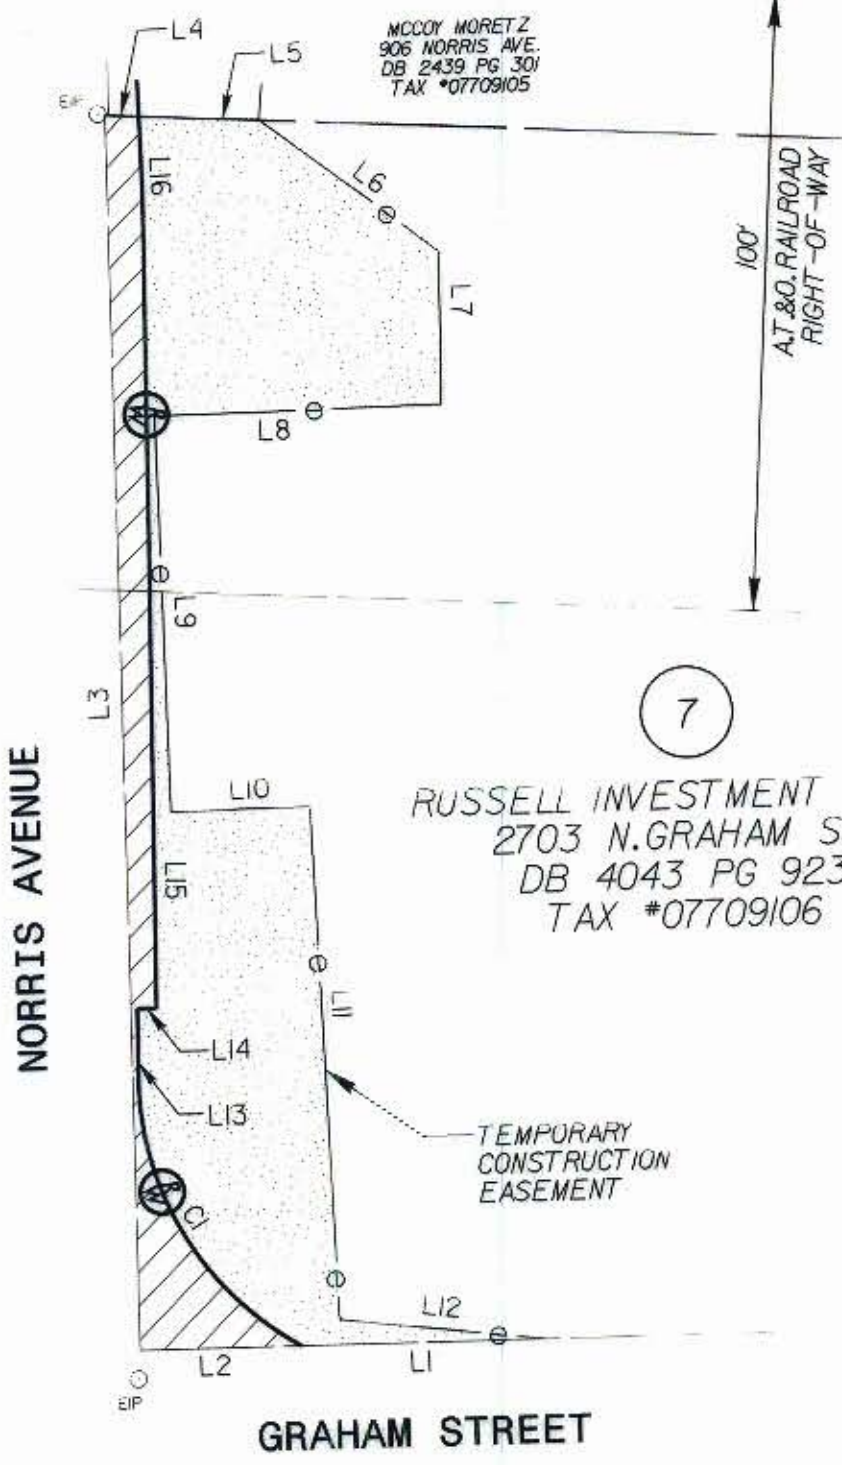 L4
MCCOY MORETZ
906 NORRIS AVE.
DB 2439 PG 301
TAX #07709105
L5
EIP
L16
L6
100'
A.T.&O. RAILROAD
RIGHT-OF-WAY
L7
R/W
L8
L9
L3
7
L10
RUSSELL INVESTMENT
2703 N. GRAHAM S
DB 4043 PG 923
TAX #07709106
L15
NORRIS AVENUE
L11
L14
L13
TEMPORARY
CONSTRUCTION
EASEMENT
R/W
C1
L12
L2
L1
EIP
GRAHAM STREET